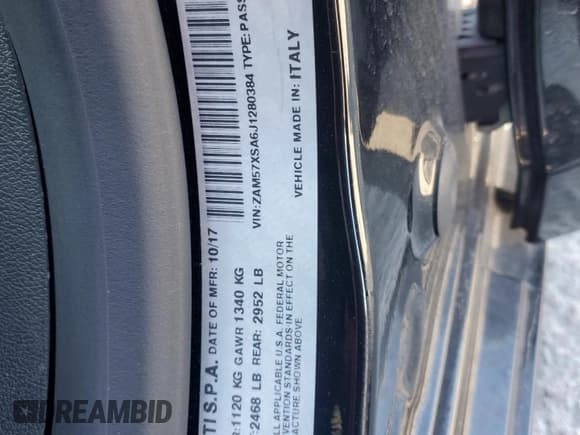 TI S.P.A. DATE OF MFR: 10/17
R:1120 KG GAWR 1340 KG
:2468 LB REAR: 2952 LB
LL APPLICABLE U.S.A. FEDERAL MOTOR
VENTION STANDARDS IN EFFECT ON THE
FACTURE SHOWN ABOVE
VIN:ZAM57XSA6J1280384 TYPE:PASS
VEHICLE MADE IN: ITALY
DREAMBID